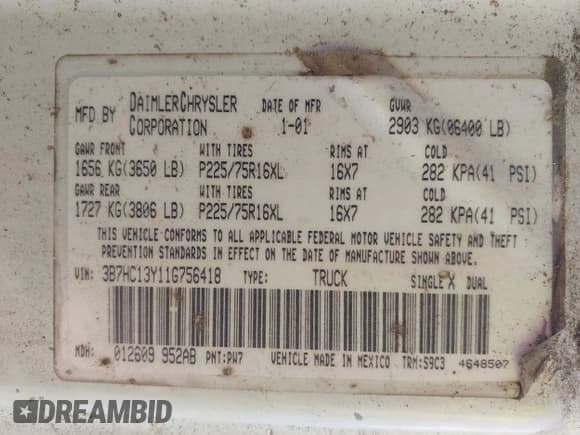 MFD BY DAIMLERCHRYSLER CORPORATION DATE OF MFR 1-01 GVWR 2903 KG(06400 LB)
GAWR FRONT WITH TIRES RIMS AT COLD
1656 KG(3650 LB) P225/75R16XL 16X7 282 KPA(41 PSI)
GAWR REAR WITH TIRES RIMS AT COLD
1727 KG(3806 LB) P225/75R16XL 16X7 282 KPA(41 PSI)
THIS VEHICLE CONFORMS TO ALL APPLICABLE FEDERAL MOTOR VEHICLE SAFETY AND THEFT
PREVENTION STANDARDS IN EFFECT ON THE DATE OF MANUFACTURE SHOWN ABOVE.
VIN: 3B7HC13Y11G756418 TYPE: TRUCK SINGLE X DUAL
MDH: 012609 952AB PNT:PW7 VEHICLE MADE IN MEXICO TRM:S9C3 4648507
DREAMBID